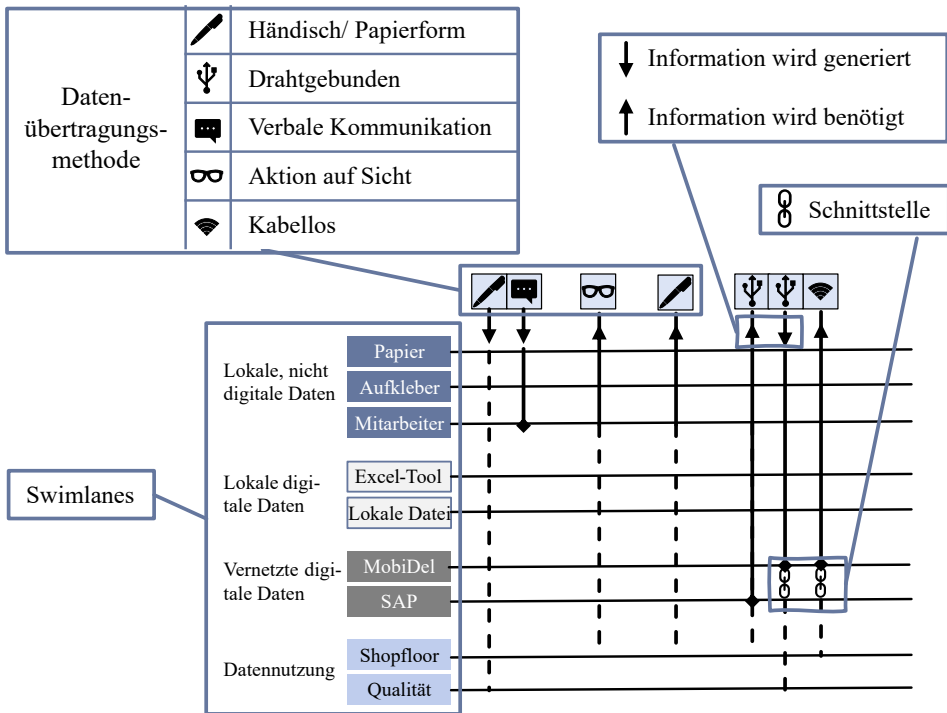 Daten-
übertragungs-
methode
Händisch/ Papierform
Drahtgebunden
Verbale Kommunikation
Aktion auf Sicht
Kabellos
Information wird generiert
Information wird benötigt
Schnittstelle
Swimlanes
Lokale, nicht
digitale Daten
Papier
Aufkleber
Mitarbeiter
Lokale digi-
tale Daten
Excel-Tool
Lokale Datei
Vernetzte digi-
tale Daten
MobiDel
SAP
Datennutzung
Shopfloor
Qualität